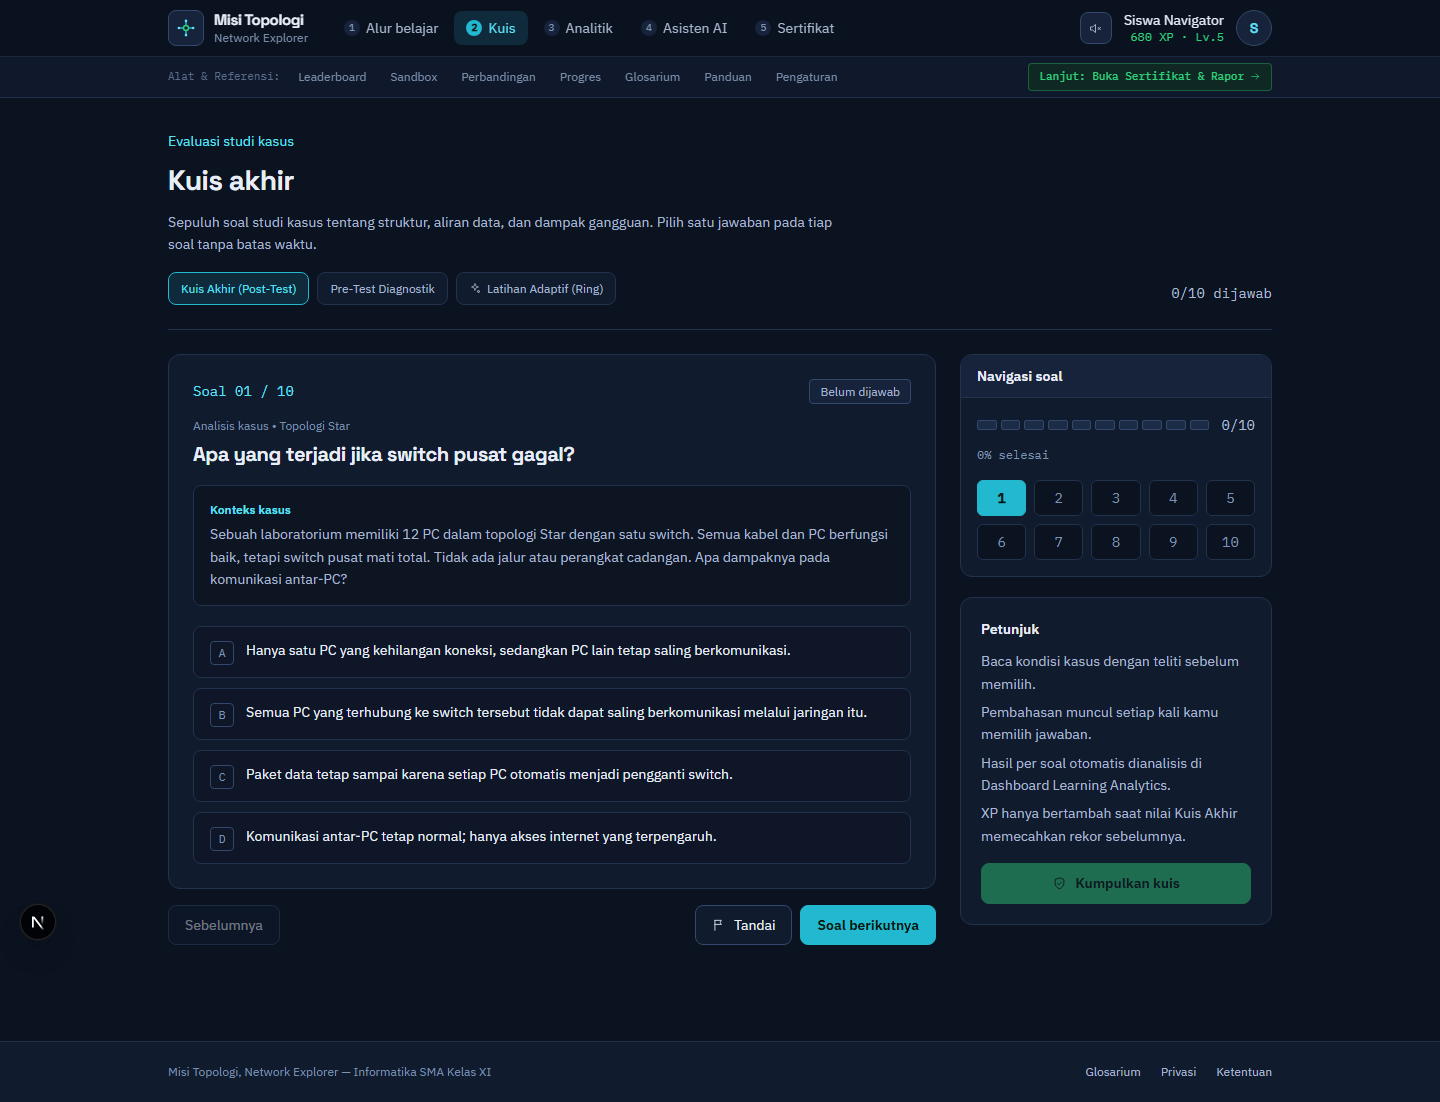 Misi Topologi
Network Explorer
1 Alur belajar
2 Kuis
3 Analitik
4 Asisten AI
5 Sertifikat
Siswa Navigator
680 XP · Lv.5
S
Alat & Referensi:
Leaderboard
Sandbox
Perbandingan
Progres
Glosarium
Panduan
Pengaturan
Lanjut: Buka Sertifikat & Rapor →
Evaluasi studi kasus
Kuis akhir
Sepuluh soal studi kasus tentang struktur, aliran data, dan dampak gangguan. Pilih satu jawaban pada tiap
soal tanpa batas waktu.
Kuis Akhir (Post-Test)
Pre-Test Diagnostik
Latihan Adaptif (Ring)
0/10 dijawab
Soal 01 / 10
Belum dijawab
Analisis kasus • Topologi Star
Apa yang terjadi jika switch pusat gagal?
Konteks kasus
Sebuah laboratorium memiliki 12 PC dalam topologi Star dengan satu switch. Semua kabel dan PC berfungsi
baik, tetapi switch pusat mati total. Tidak ada jalur atau perangkat cadangan. Apa dampaknya pada
komunikasi antar-PC?
A Hanya satu PC yang kehilangan koneksi, sedangkan PC lain tetap saling berkomunikasi.
B Semua PC yang terhubung ke switch tersebut tidak dapat saling berkomunikasi melalui jaringan itu.
C Paket data tetap sampai karena setiap PC otomatis menjadi pengganti switch.
D Komunikasi antar-PC tetap normal; hanya akses internet yang terpengaruh.
Sebelumnya
Tandai
Soal berikutnya
Navigasi soal
0/10
0% selesai
1 2 3 4 5
6 7 8 9 10
Petunjuk
Baca kondisi kasus dengan teliti sebelum
memilih.
Pembahasan muncul setiap kali kamu
memilih jawaban.
Hasil per soal otomatis dianalisis di
Dashboard Learning Analytics.
XP hanya bertambah saat nilai Kuis Akhir
memecahkan rekor sebelumnya.
Kumpulkan kuis
N
Misi Topologi, Network Explorer — Informatika SMA Kelas XI
Glosarium
Privasi
Ketentuan